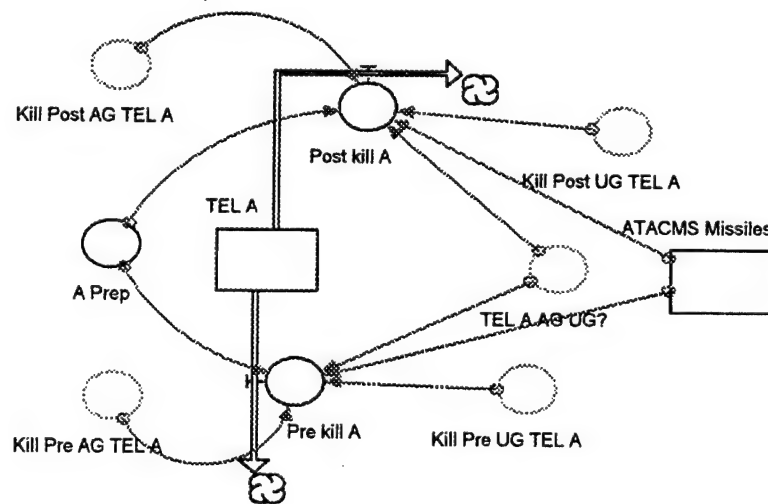 Kill Post AG TEL A
Post kill A
Kill Post UG TEL A
TEL A
ATACMS Missiles
A Prep
TEL A AG UG?
Pre kill A
Kill Pre AG TEL A
Kill Pre UG TEL A